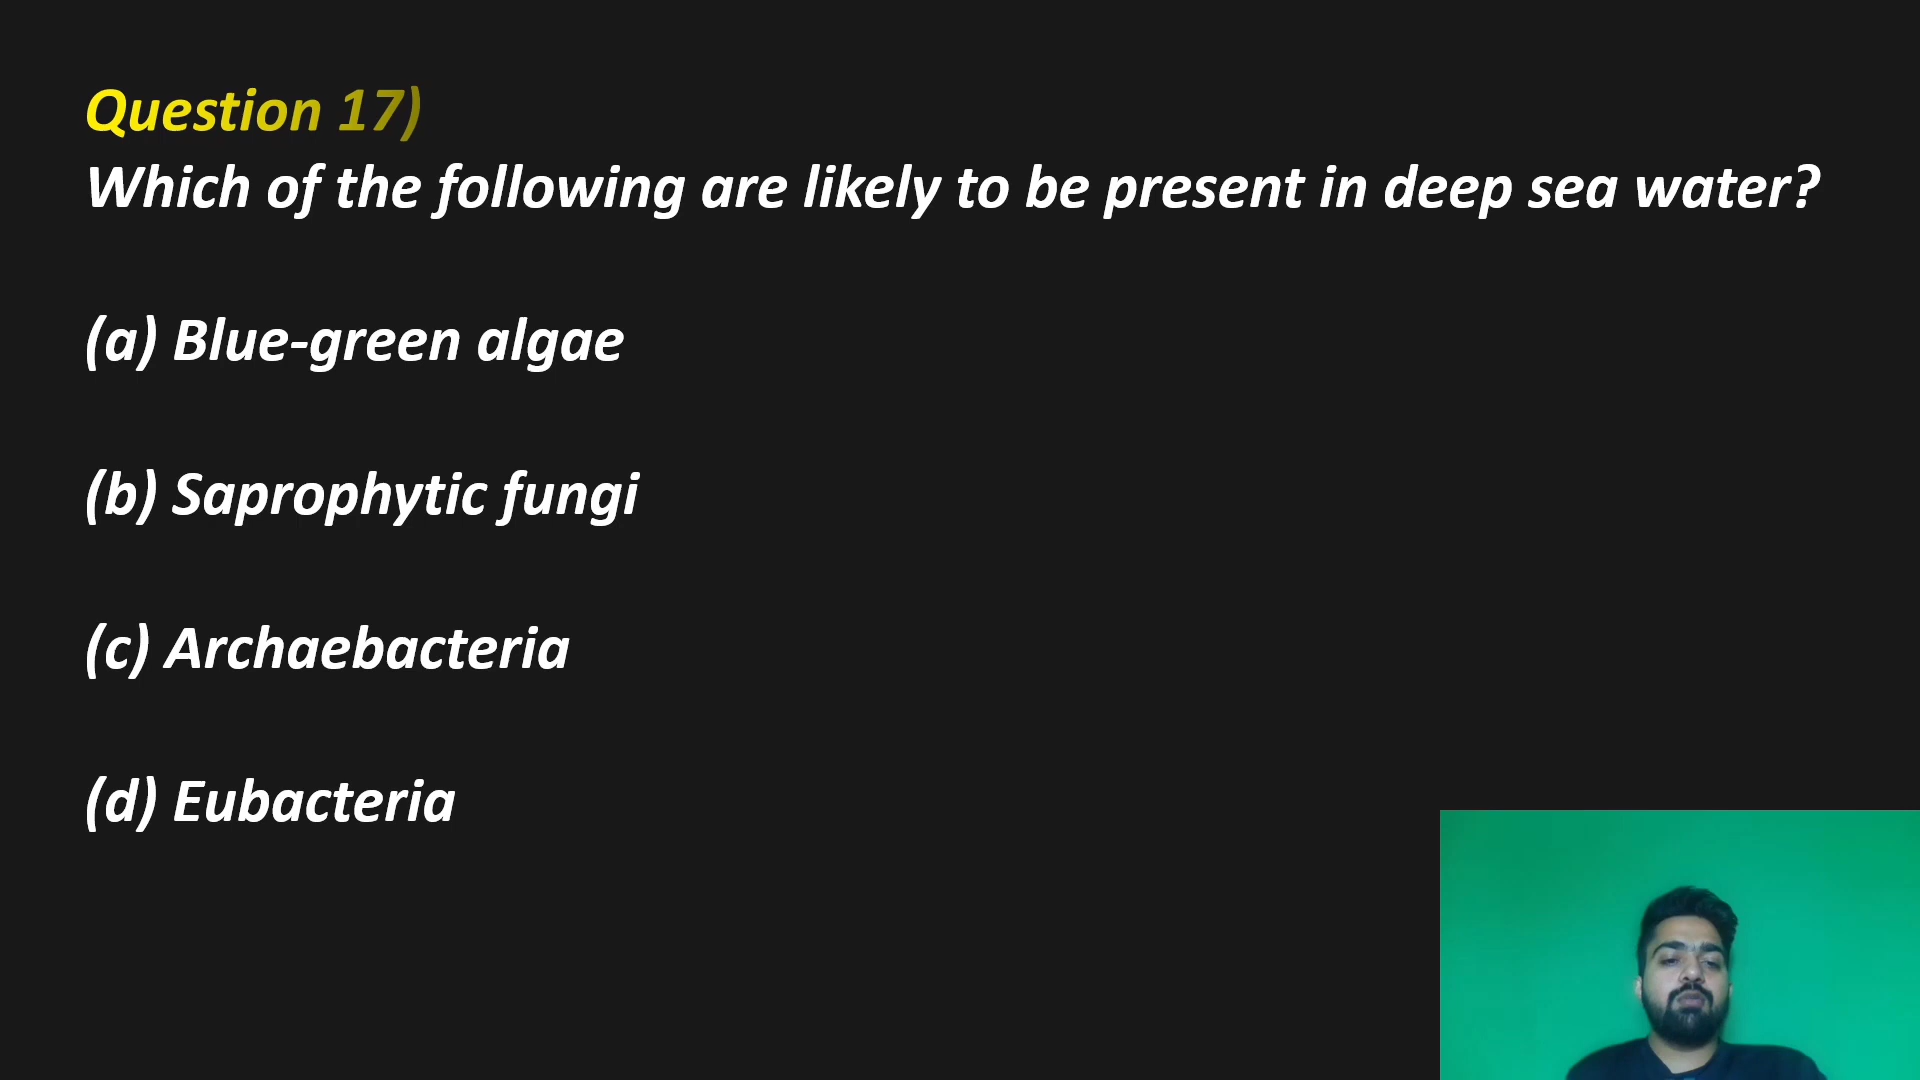 Question 17)
Which of the following are likely to be present in deep sea water?
(a) Blue-green algae
(b) Saprophytic fungi
(c) Archaebacteria
(d) Eubacteria